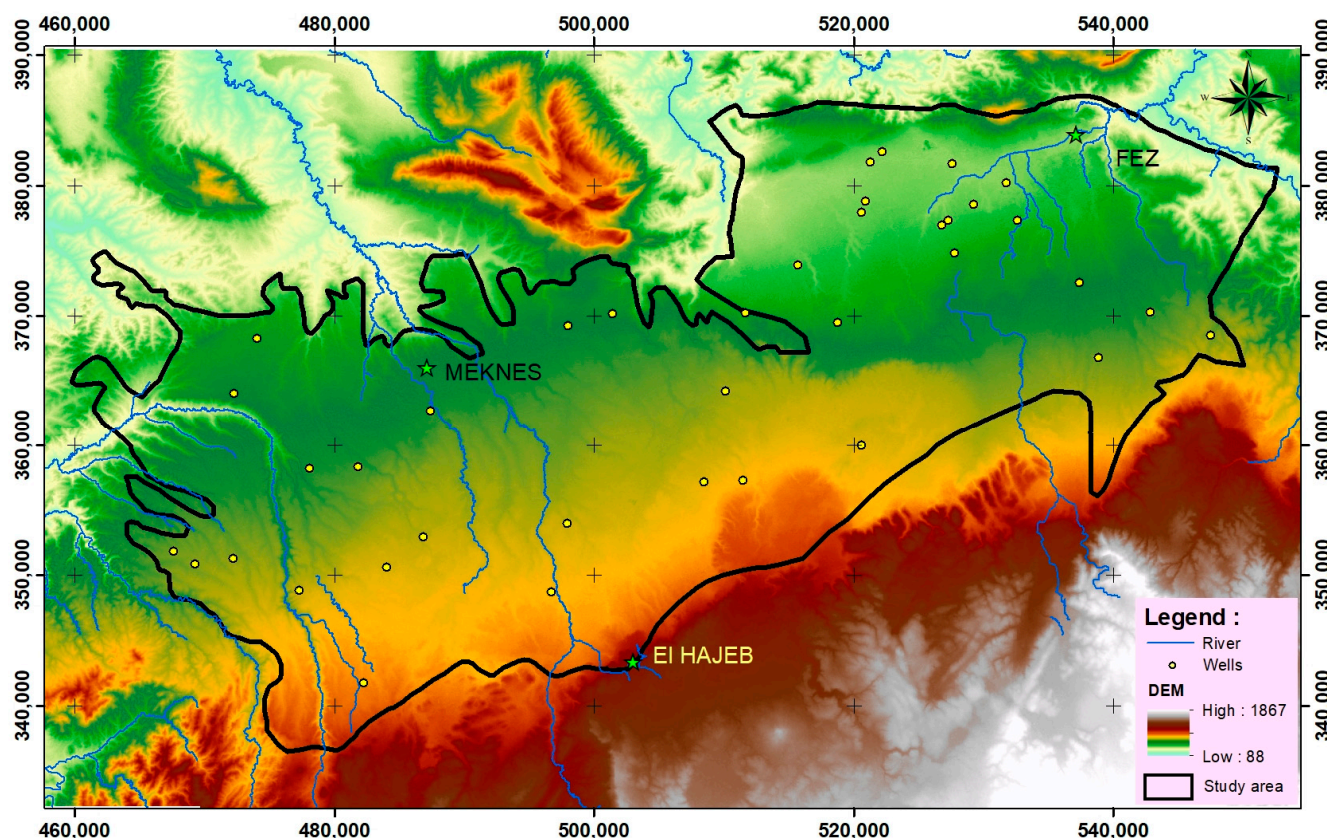 460,000 480,000 500,000 520,000 540,000
390,000 390,000
N
W E
S
FEZ
380,000 380,000
370,000 370,000
MEKNES
360,000 360,000
350,000 350,000
Legend :
River
EI HAJEB
Wells
DEM
340,000 340,000
High : 1867
Low : 88
Study area
460,000 480,000 500,000 520,000 540,000